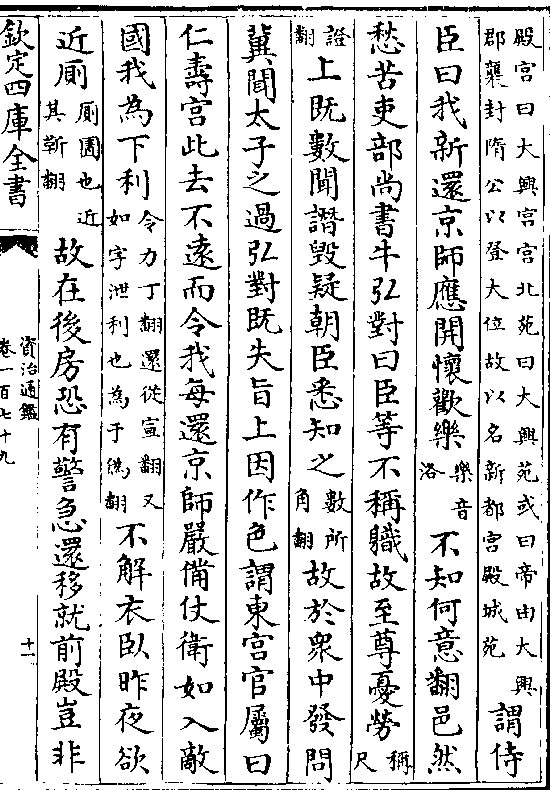 殿宫曰大興宫宫北苑曰大興苑或曰帝由大興郡襄封隋公以登大位故以名新都宫殿城苑謂侍
臣曰我新還京師應開懷歡樂樂音洛不知何意翻邑然
愁苦吏部尚書牛弘對曰臣等不稱職故至尊憂勞稱尺
證翻上既數聞譖毁疑朝臣悉知之數所角翻故於衆中發問
兾聞太子之過弘對既失旨上因作色謂東宫官屬曰
仁壽宫此去不逺而令我每還京師嚴備仗衛如入敵
國我為下利令力丁翻還從宣翻又如字泄利也為于僞翻不解衣臥昨夜欲
近厠厠圊也近其靳翻故在後房恐有警急還移就前殿豈非
欽定四庫全書
資治通鑑
卷一百七十九
十一